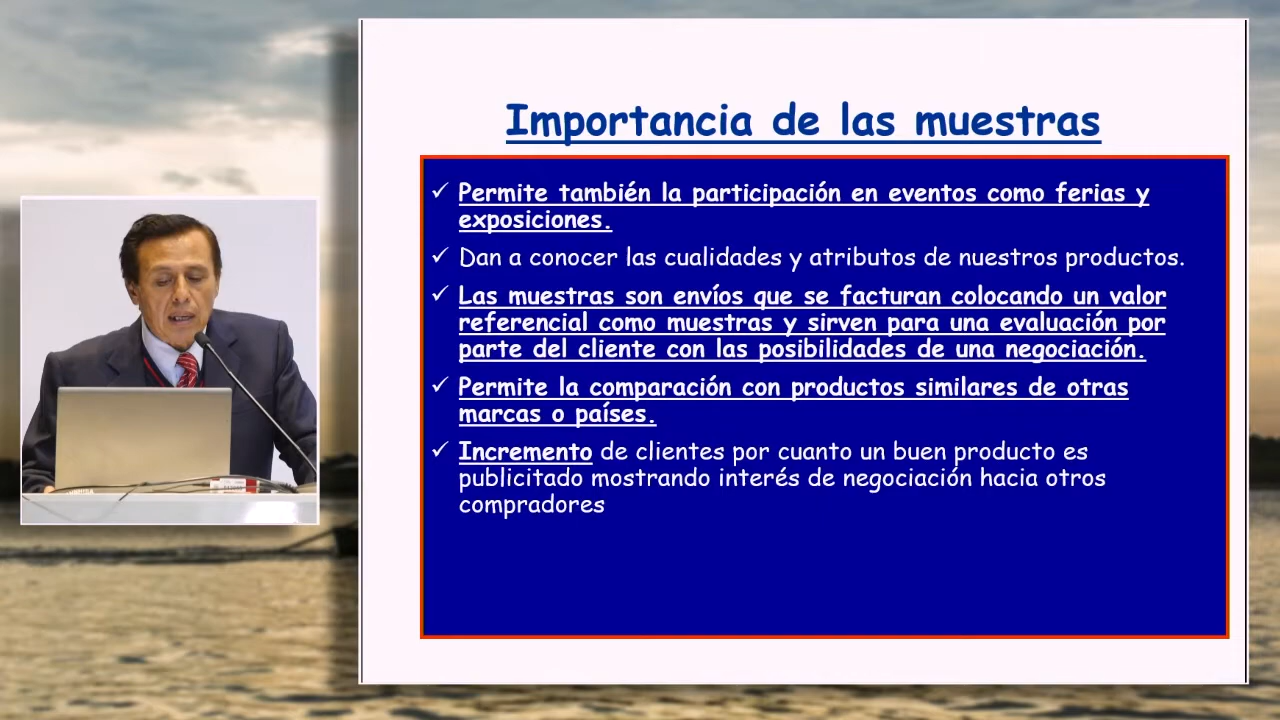 Importancia de las muestras
✓ Permite también la participación en eventos como ferias y
exposiciones.
✓ Dan a conocer las cualidades y atributos de nuestros productos.
✓ Las muestras son envíos que se facturan colocando un valor
referencial como muestras y sirven para una evaluación por
parte del cliente con las posibilidades de una negociación.
✓ Permite la comparación con productos similares de otras
marcas o países.
✓ Incremento de clientes por cuanto un buen producto es
publicitado mostrando interés de negociación hacia otros
compradores